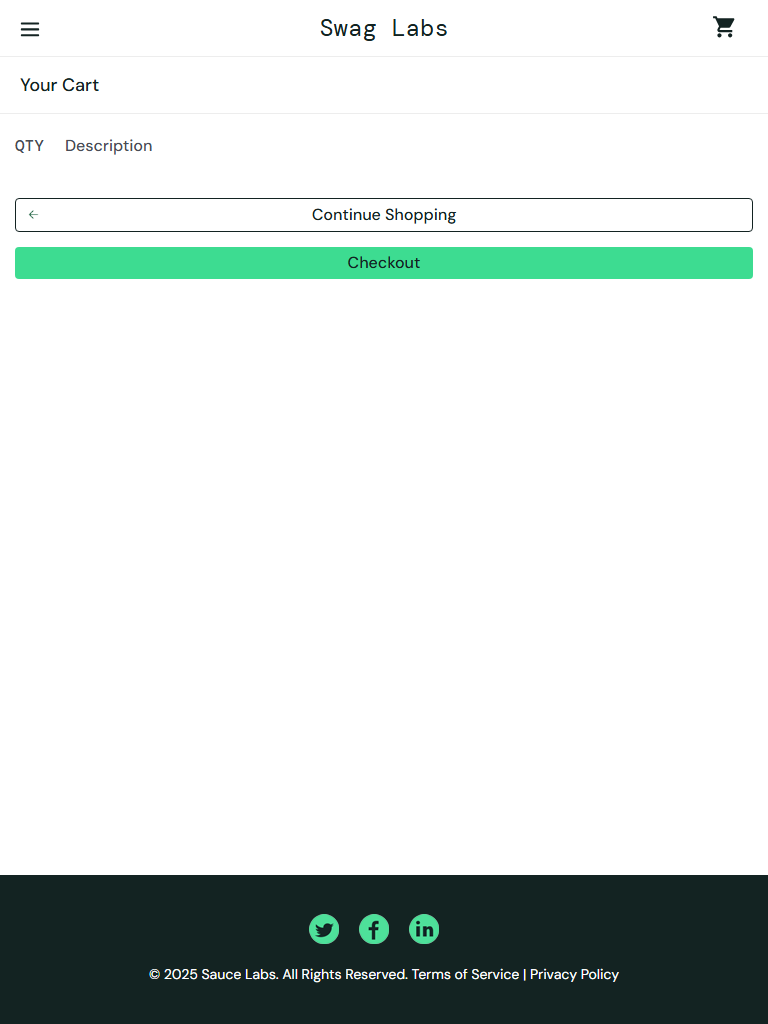 Swag Labs
Your Cart
QTY Description
Continue Shopping
Checkout
© 2025 Sauce Labs. All Rights Reserved. Terms of Service | Privacy Policy